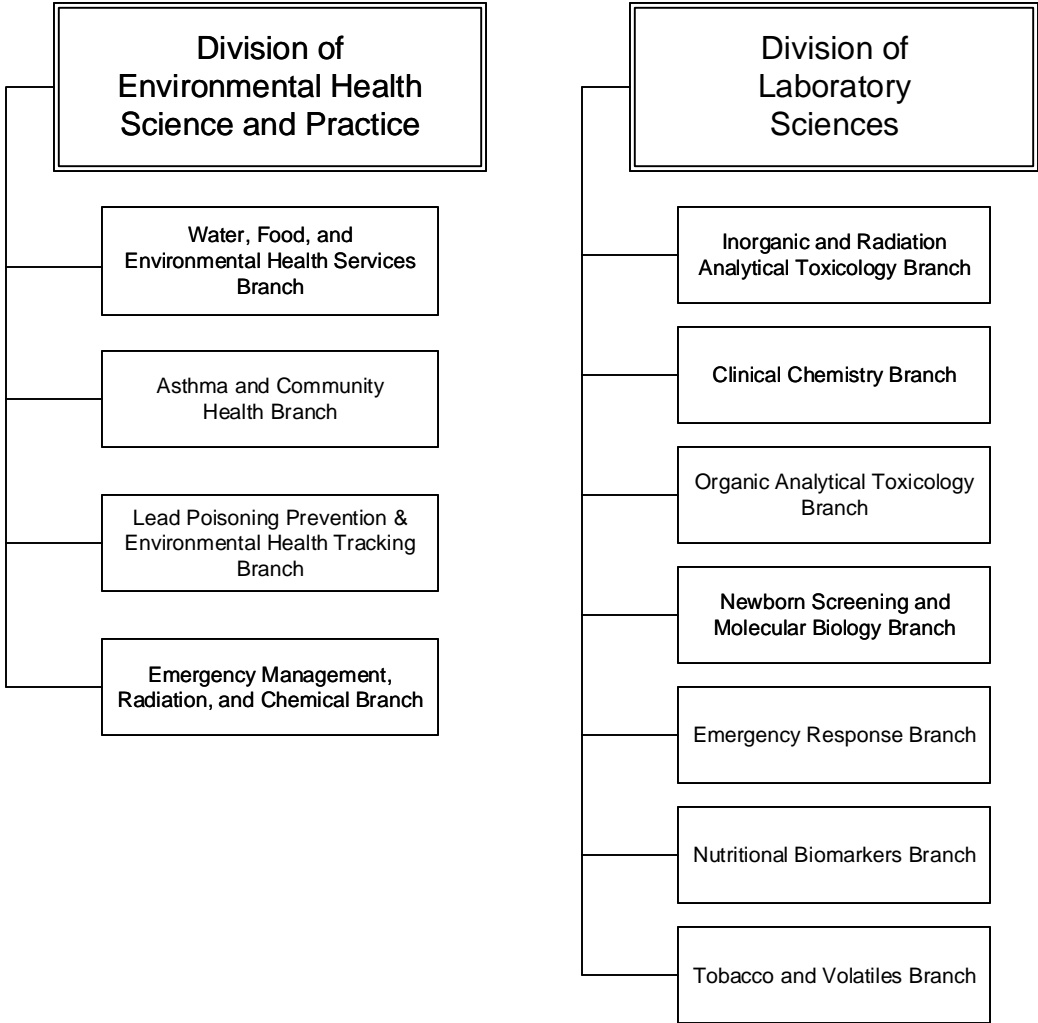 Division of
Environmental Health
Science and Practice
Water, Food, and
Environmental Health Services
Branch
Asthma and Community
Health Branch
Lead Poisoning Prevention &
Environmental Health Tracking
Branch
Emergency Management,
Radiation, and Chemical Branch
Division of
Laboratory
Sciences
Inorganic and Radiation
Analytical Toxicology Branch
Clinical Chemistry Branch
Organic Analytical Toxicology
Branch
Newborn Screening and
Molecular Biology Branch
Emergency Response Branch
Nutritional Biomarkers Branch
Tobacco and Volatiles Branch